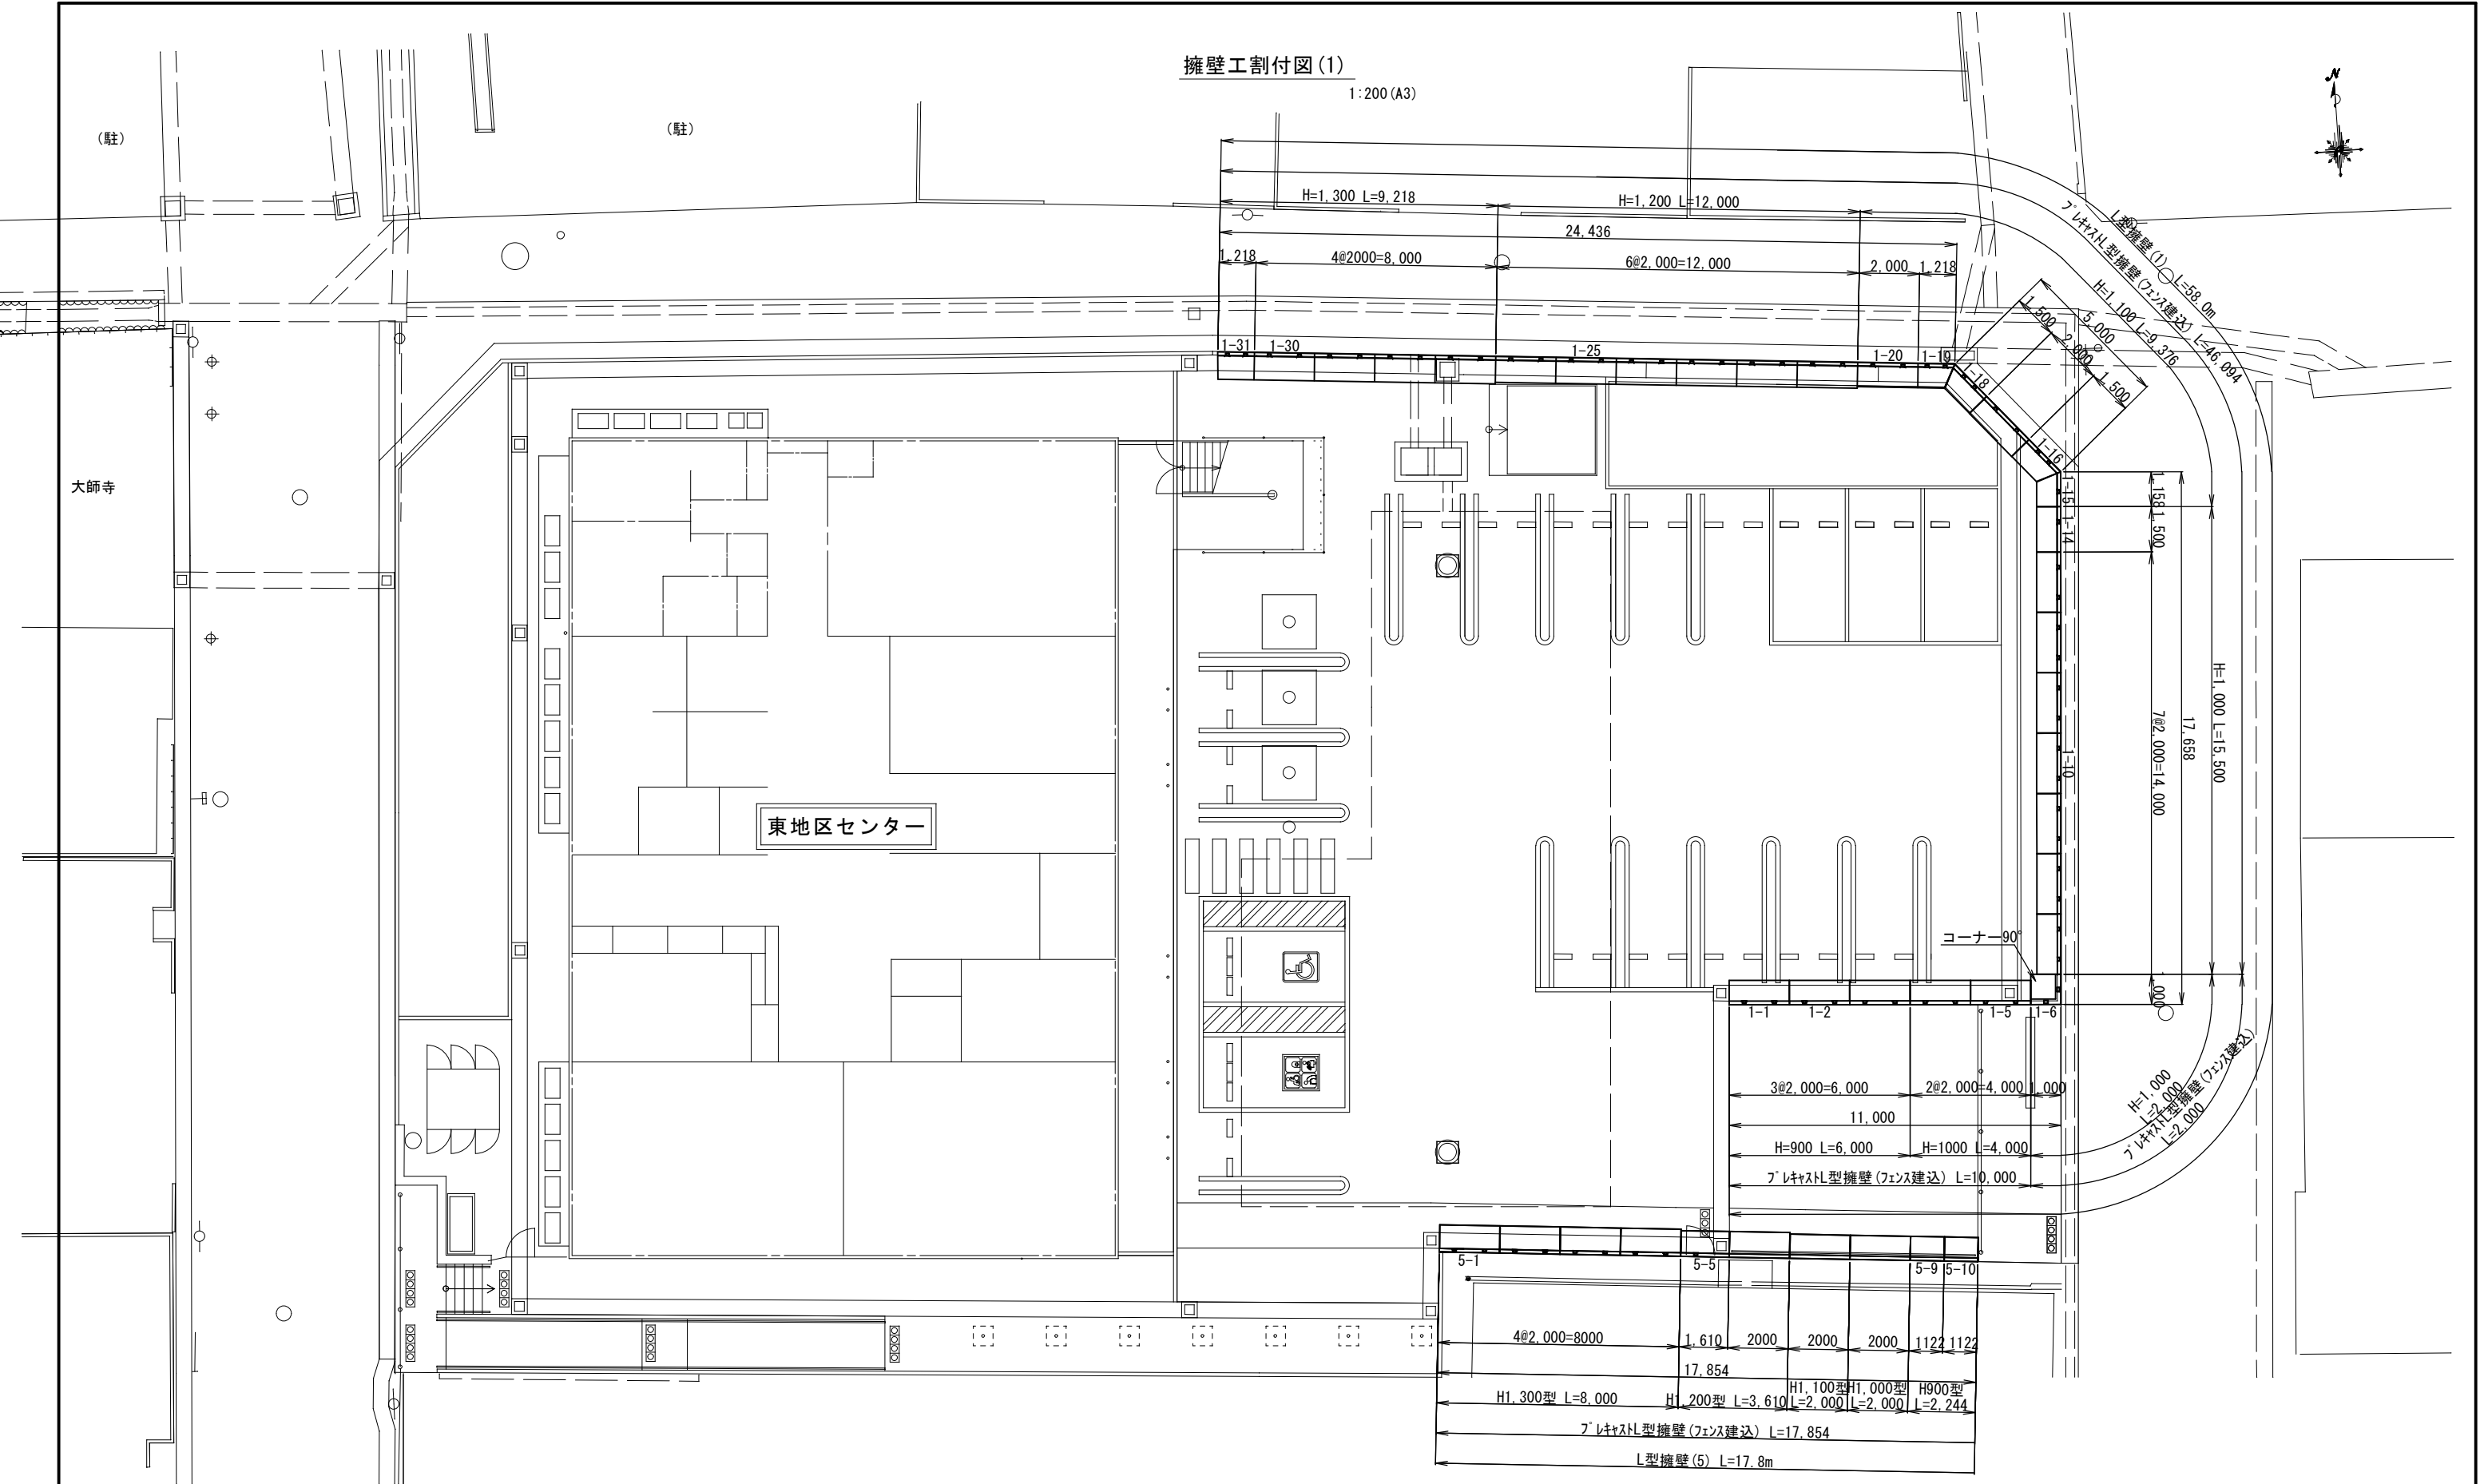 擁壁工割付図(1)
1:200(A3)
N
(駐)
(駐)
H=1,300 L=9,218
H=1,200 L=12,000
24,436
1,218
4@2000=8,000
6@2,000=12,000
2,000
1,218
L型擁壁(1) L=58.0m
プレキャストL型擁壁(フェンス建込) L=46,094
H=1,100 L=9,376
1,500
5,000
2,000
1,500
1-31
1-30
1-25
1-20
1-19
1-18
1-16
1-15
1-14
1-10
大師寺
1,158
1,500
7@2,000=14,000
17,658
H=1,000 L=15,500
1,000
東地区センター
コーナー90°
1-1
1-2
1-5
1-6
3@2,000=6,000
2@2,000=4,000
1,000
11,000
H=900 L=6,000
H=1000 L=4,000
プレキャストL型擁壁(フェンス建込) L=10,000
H=1,000
L=2,000
プレキャストL型擁壁(フェンス建込)
L=2,000
5-1
5-5
5-9
5-10
4@2,000=8000
1,610
2000
2000
2000
1122
1122
17,854
H1,300型 L=8,000
H1,200型 L=3,610
H1,100型
L=2,000
H1,000型
L=2,000
H900型
L=2,244
プレキャストL型擁壁(フェンス建込) L=17,854
L型擁壁(5) L=17.8m